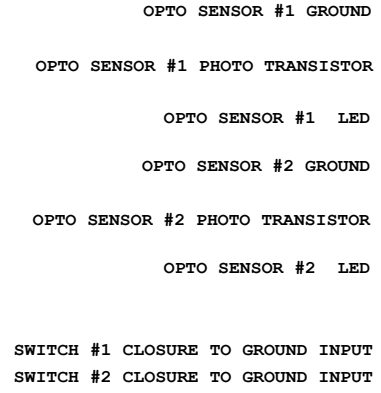 OPTO SENSOR #1 GROUND
OPTO SENSOR #1 PHOTO TRANSISTOR
OPTO SENSOR #1 LED
OPTO SENSOR #2 GROUND
OPTO SENSOR #2 PHOTO TRANSISTOR
OPTO SENSOR #2 LED
SWITCH #1 CLOSURE TO GROUND INPUT
SWITCH #2 CLOSURE TO GROUND INPUT